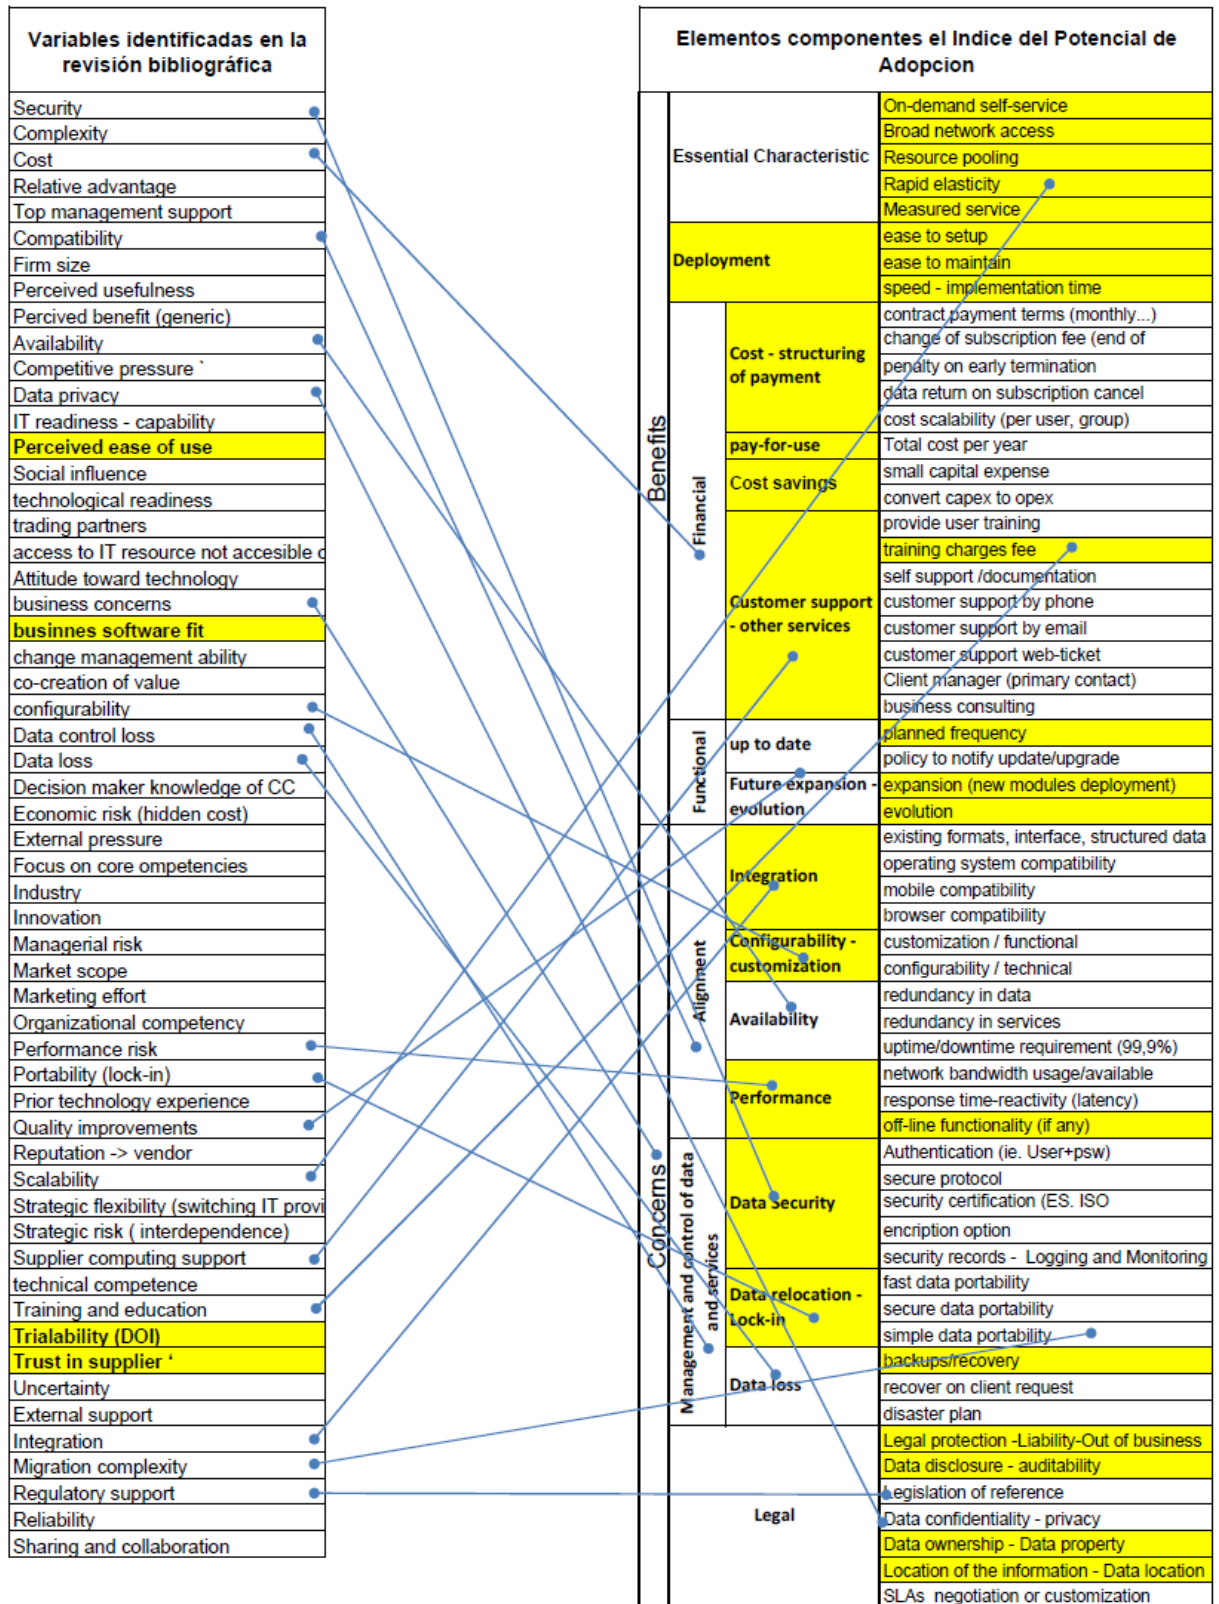 Variables identificadas en la
revisión bibliográfica
Security
Complexity
Cost
Relative advantage
Top management support
Compatibility
Firm size
Perceived usefulness
Percived benefit (generic)
Availability
Competitive pressure `
Data privacy
IT readiness - capability
Perceived ease of use
Social influence
technological readiness
trading partners
access to IT resource not accesible o
Attitude toward technology
business concerns
businnes software fit
change management ability
co-creation of value
configurability
Data control loss
Data loss
Decision maker knowledge of CC
Economic risk (hidden cost)
External pressure
Focus on core ompetencies
Industry
Innovation
Managerial risk
Market scope
Marketing effort
Organizational competency
Performance risk
Portability (lock-in)
Prior technology experience
Quality improvements
Reputation -> vendor
Scalability
Strategic flexibility (switching IT provi
Strategic risk ( interdependence)
Supplier computing support
technical competence
Training and education
Trialability (DOI)
Trust in supplier ‘
Uncertainty
External support
Integration
Migration complexity
Regulatory support
Reliability
Sharing and collaboration
Elementos componentes el Indice del Potencial de
Adopcion
Benefits
Essential Characteristic
On-demand self-service
Broad network access
Resource pooling
Rapid elasticity
Measured service
Deployment
ease to setup
ease to maintain
speed - implementation time
Financial
Cost - structuring
of payment
contract payment terms (monthly...)
change of subscription fee (end of
penalty on early termination
data return on subscription cancel
cost scalability (per user, group)
pay-for-use
Total cost per year
Cost savings
small capital expense
convert capex to opex
Customer support
- other services
provide user training
training charges fee
self support /documentation
customer support by phone
customer support by email
customer support web-ticket
Client manager (primary contact)
business consulting
Functional
up to date
planned frequency
policy to notify update/upgrade
Future expansion -
evolution
expansion (new modules deployment)
evolution
Concerns
Alignment
Integration
existing formats, interface, structured data
operating system compatibility
mobile compatibility
browser compatibility
Configurability -
customization
customization / functional
configurability / technical
Availability
redundancy in data
redundancy in services
uptime/downtime requirement (99,9%)
Performance
network bandwidth usage/available
response time-reactivity (latency)
off-line functionality (if any)
Management and control of data
and services
Data Security
Authentication (ie. User+psw)
secure protocol
security certification (ES. ISO
encription option
security records - Logging and Monitoring
Data relocation -
Lock-in
fast data portability
secure data portability
simple data portability
Data loss
backups/recovery
recover on client request
disaster plan
Legal
Legal protection -Liability-Out of business
Data disclosure - auditability
Legislation of reference
Data confidentiality - privacy
Data ownership - Data property
Location of the information - Data location
SLAs negotiation or customization